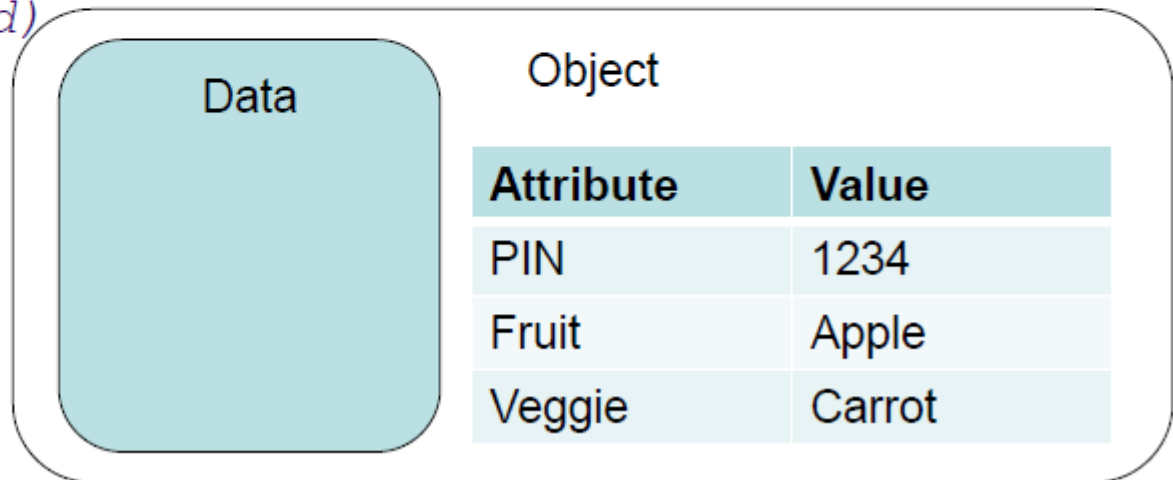 d)
Object
Data
Attribute Value
PIN 1234
Fruit Apple
Veggie Carrot